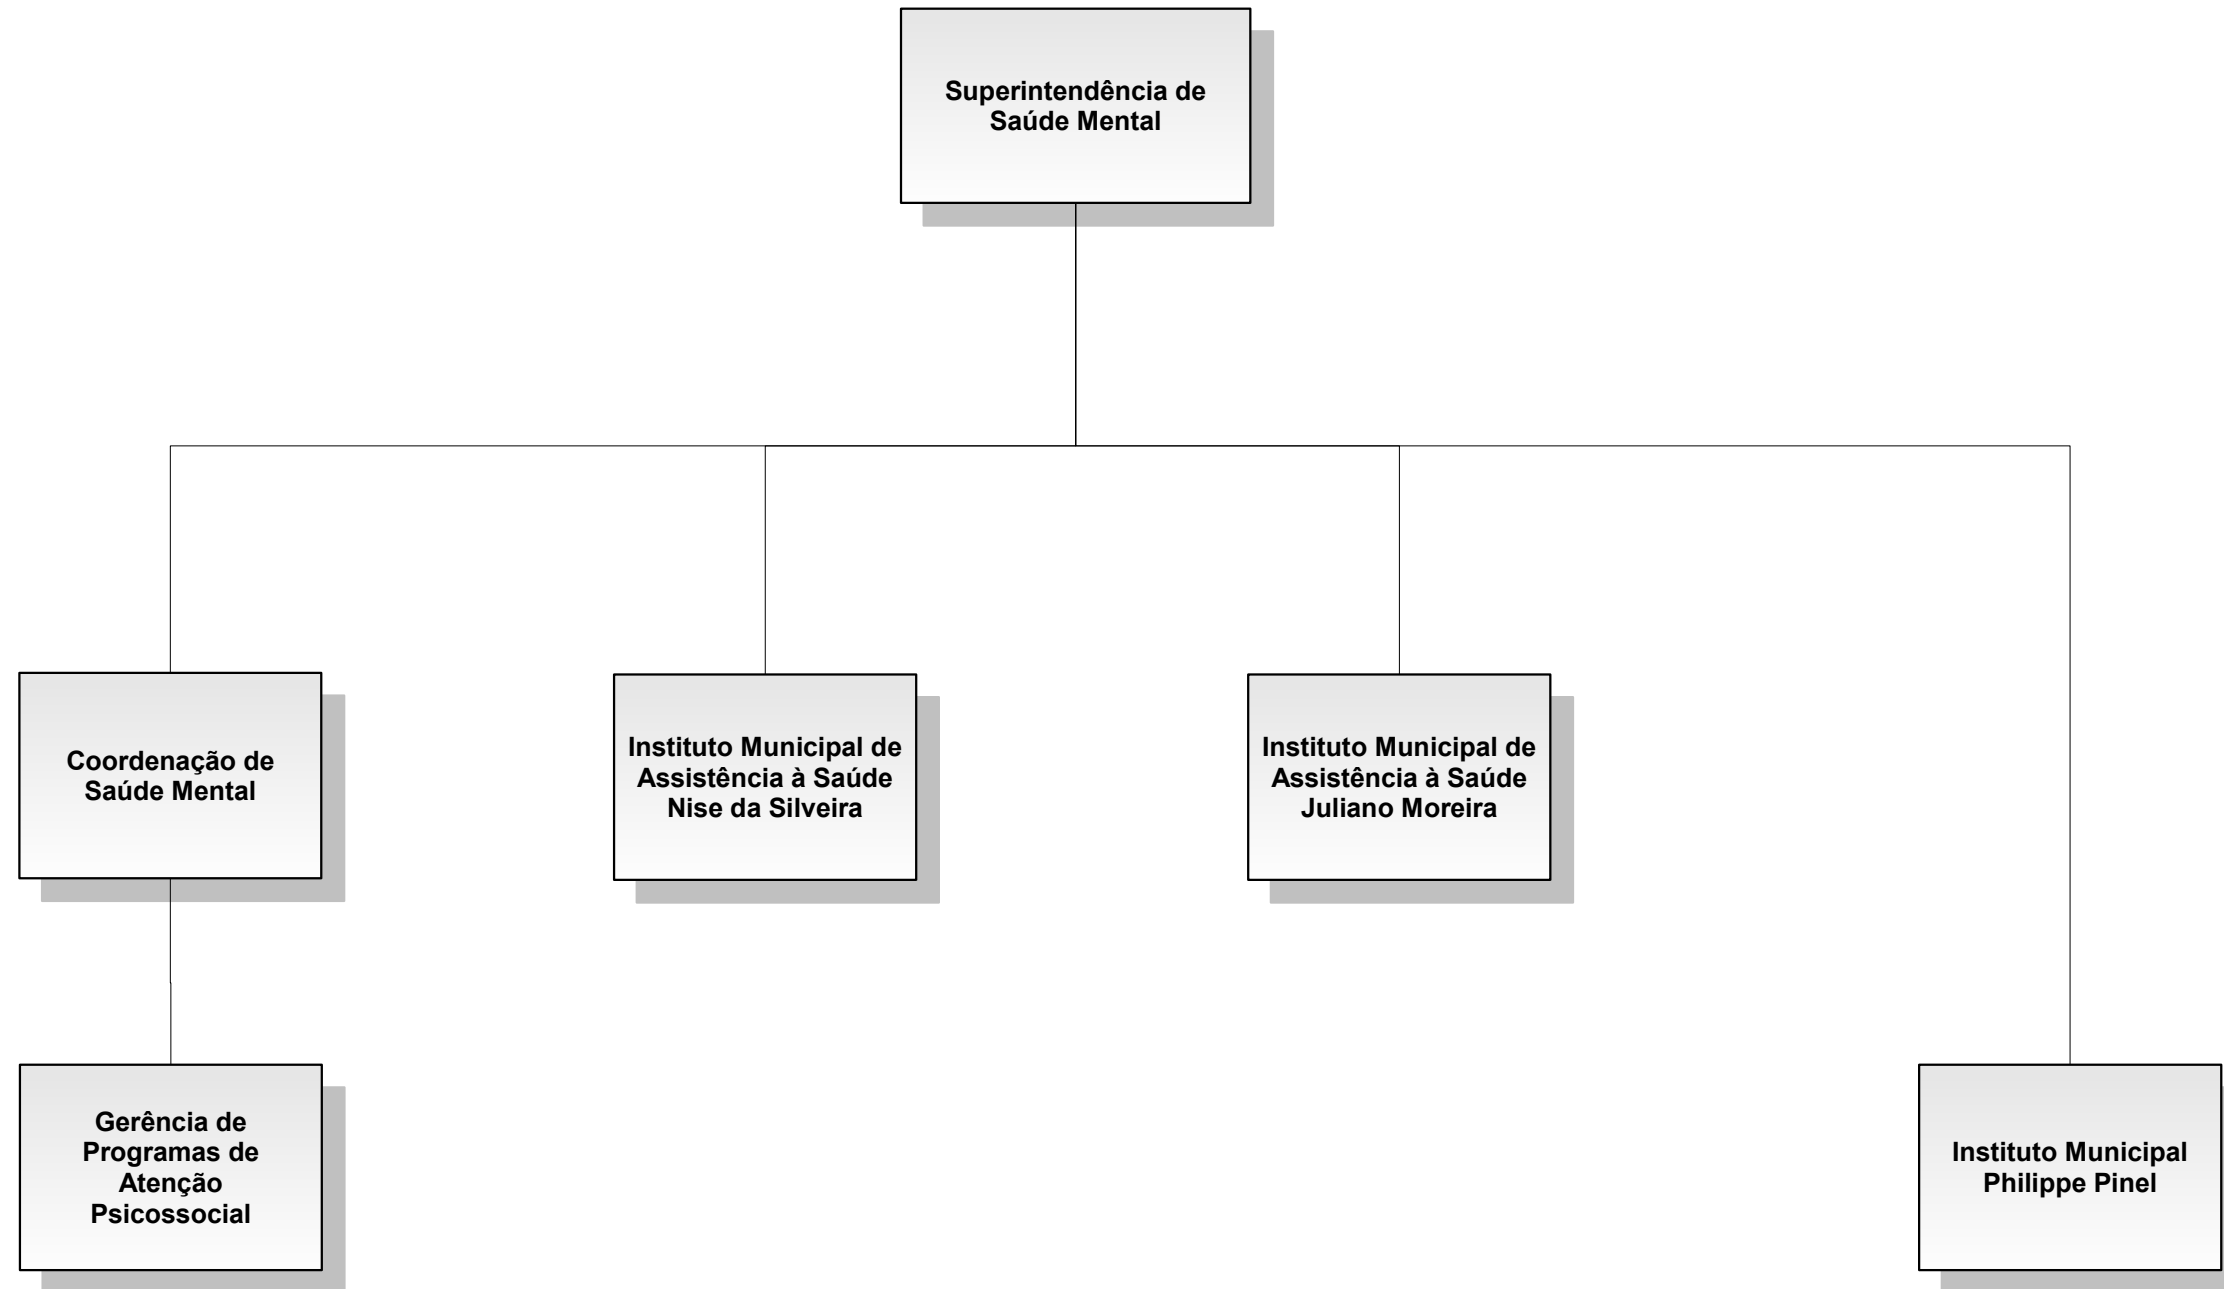 Superintendência de
Saúde Mental
Coordenação de
Saúde Mental
Instituto Municipal de
Assistência à Saúde
Nise da Silveira
Instituto Municipal de
Assistência à Saúde
Juliano Moreira
Gerência de
Programas de
Atenção
Psicossocial
Instituto Municipal
Philippe Pinel